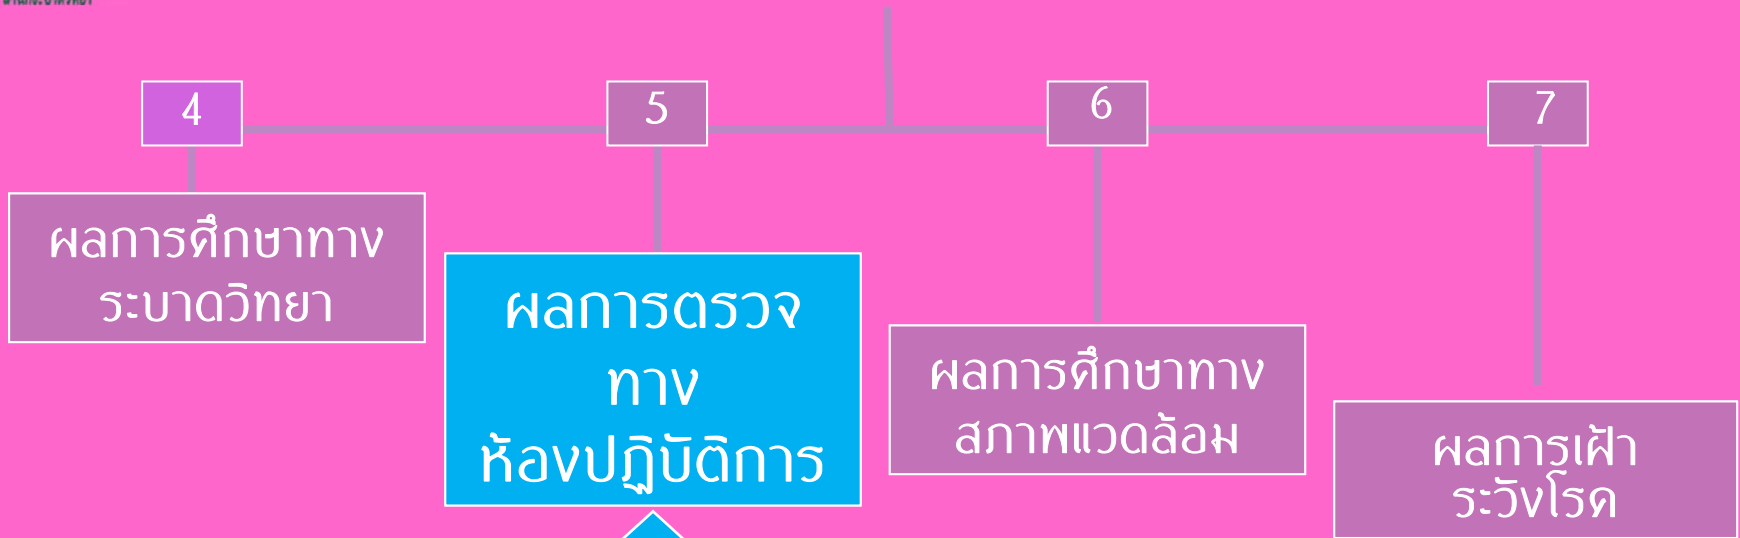 4
ผลการศึกษาทาง
ระบาดวิทยา
5
ผลการตรวจ
ทาง
ห้องปฏิบัติการ
6
ผลการศึกษาทาง
สภาพแวดล้อม
7
ผลการเฝ้า
ระวังโรค